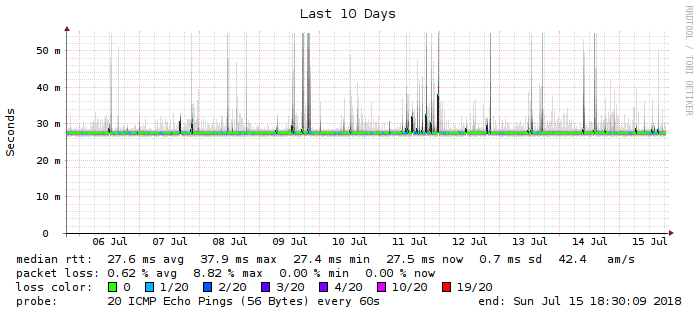 Last 10 Days
RRDTOOL / TOBI OETIKER
Seconds
50 m
40 m
30 m
20 m
10 m
0
06 Jul 07 Jul 08 Jul 09 Jul 10 Jul 11 Jul 12 Jul 13 Jul 14 Jul 15 Jul
median rtt: 27.6 ms avg 37.9 ms max 27.4 ms min 27.5 ms now 0.7 ms sd 42.4 am/s
packet loss: 0.62 % avg 8.82 % max 0.00 % min 0.00 % now
loss color: 0 1/20 2/20 3/20 4/20 10/20 19/20
probe: 20 ICMP Echo Pings (56 Bytes) every 60s end: Sun Jul 15 18:30:09 2018